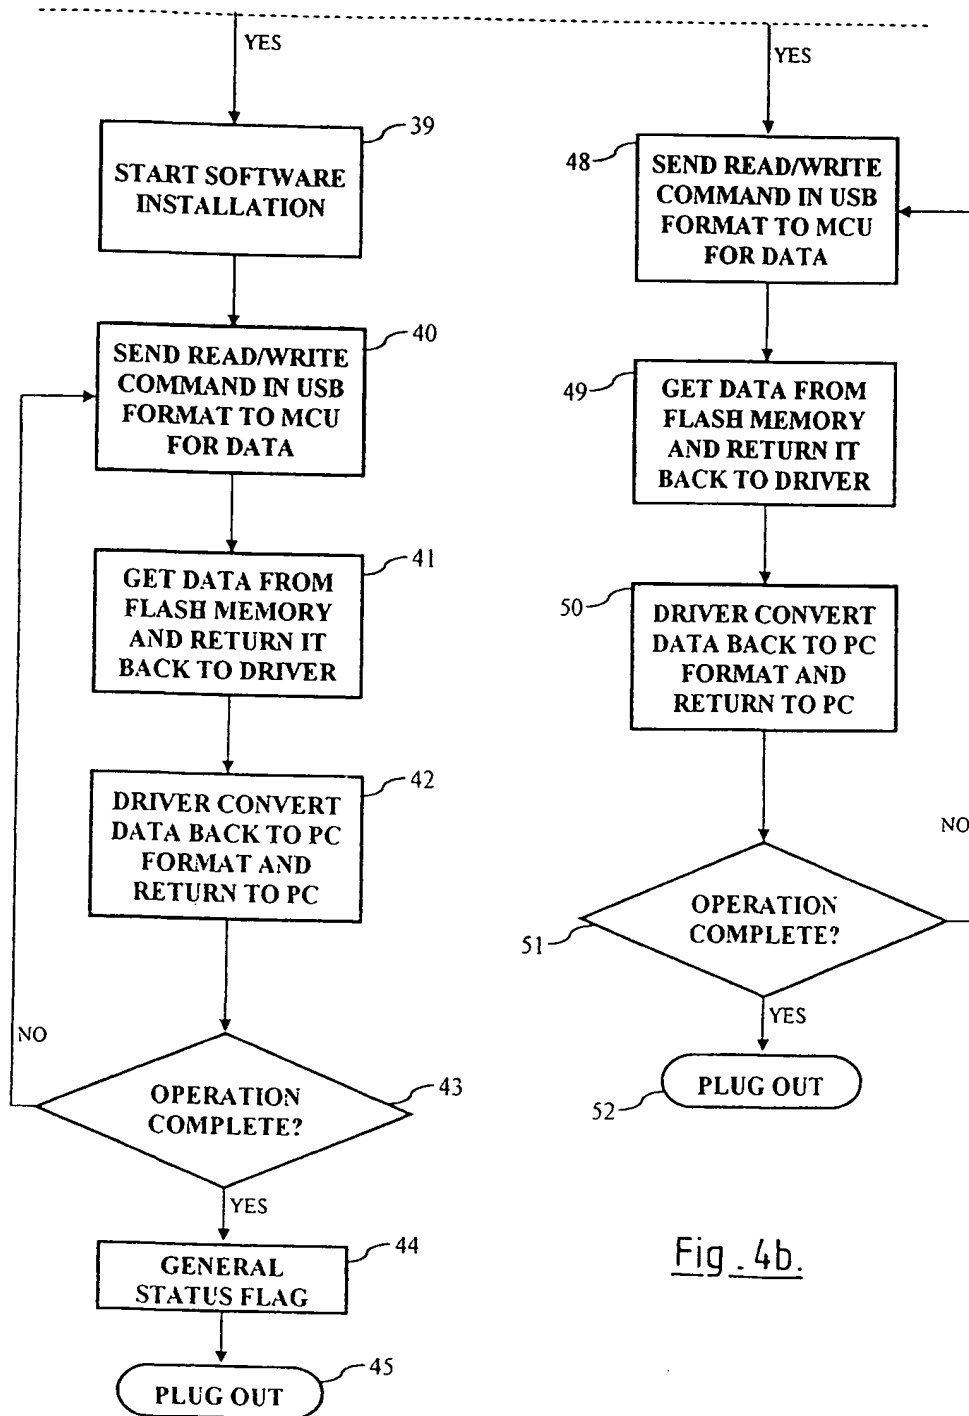 YES
39
START SOFTWARE
INSTALLATION
40
SEND READ/WRITE
COMMAND IN USB
FORMAT TO MCU
FOR DATA
41
GET DATA FROM
FLASH MEMORY
AND RETURN IT
BACK TO DRIVER
42
DRIVER CONVERT
DATA BACK TO PC
FORMAT AND
RETURN TO PC
NO
OPERATION
COMPLETE?
43
YES
44
GENERAL
STATUS FLAG
45
PLUG OUT
YES
48
SEND READ/WRITE
COMMAND IN USB
FORMAT TO MCU
FOR DATA
49
GET DATA FROM
FLASH MEMORY
AND RETURN IT
BACK TO DRIVER
50
DRIVER CONVERT
DATA BACK TO PC
FORMAT AND
RETURN TO PC
NO
OPERATION
COMPLETE?
51
YES
PLUG OUT
52
Fig. 4b.